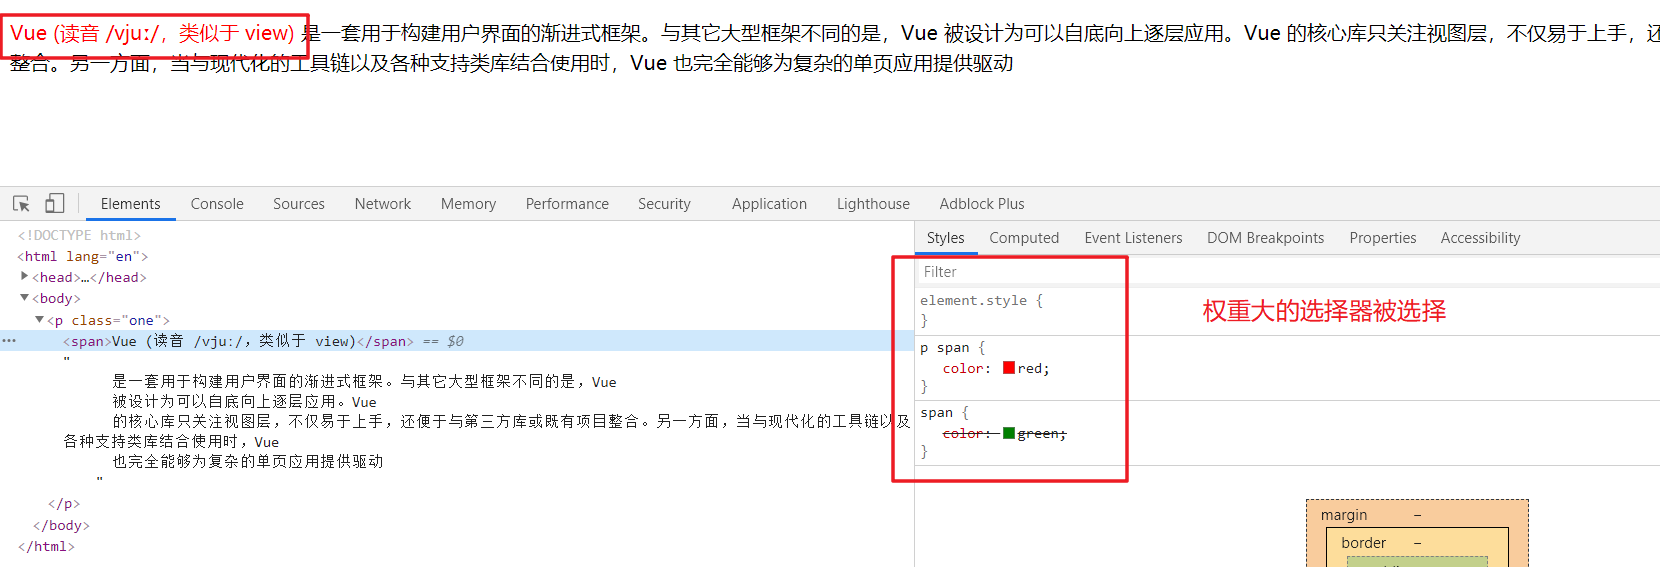 Vue (读音 /vjuː/，类似于 view) 是一套用于构建用户界面的渐进式框架。与其它大型框架不同的是，Vue 被设计为可以自底向上逐层应用。Vue 的核心库只关注视图层，不仅易于上手，还
整合。另一方面，当与现代化的工具链以及各种支持类库结合使用时，Vue 也完全能够为复杂的单页应用提供驱动
Elements Console Sources Network Memory Performance Security Application Lighthouse Adblock Plus
<!DOCTYPE html>
<html lang="en">
<head>…</head>
<body>
<p class="one">
<span>Vue (读音 /vjuː/，类似于 view)</span> == $0
"
是一套用于构建用户界面的渐进式框架。与其它大型框架不同的是，Vue
被设计为可以自底向上逐层应用。Vue
的核心库只关注视图层，不仅易于上手，还便于与第三方库或既有项目整合。另一方面，当与现代化的工具链以及
各种支持类库结合使用时，Vue
也完全能够为复杂的单页应用提供驱动
"
</p>
</body>
</html>
Styles Computed Event Listeners DOM Breakpoints Properties Accessibility
Filter
element.style {
}
权重大的选择器被选择
p span {
color: red;
}
span {
color: green;
}
margin –
border –